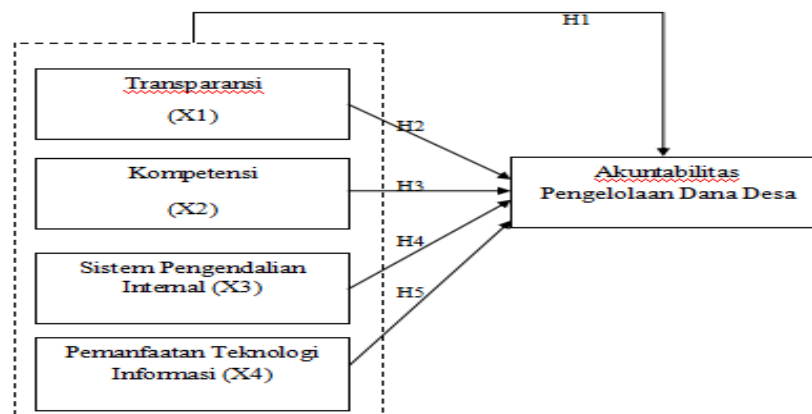 H1
Transparansi
(X1)
H2
Kompetensi
(X2)
H3
Akuntabilitas
Pengelolaan Dana Desa
H4
Sistem Pengendalian
Internal (X3)
H5
Pemanfaatan Teknologi
Informasi (X4)